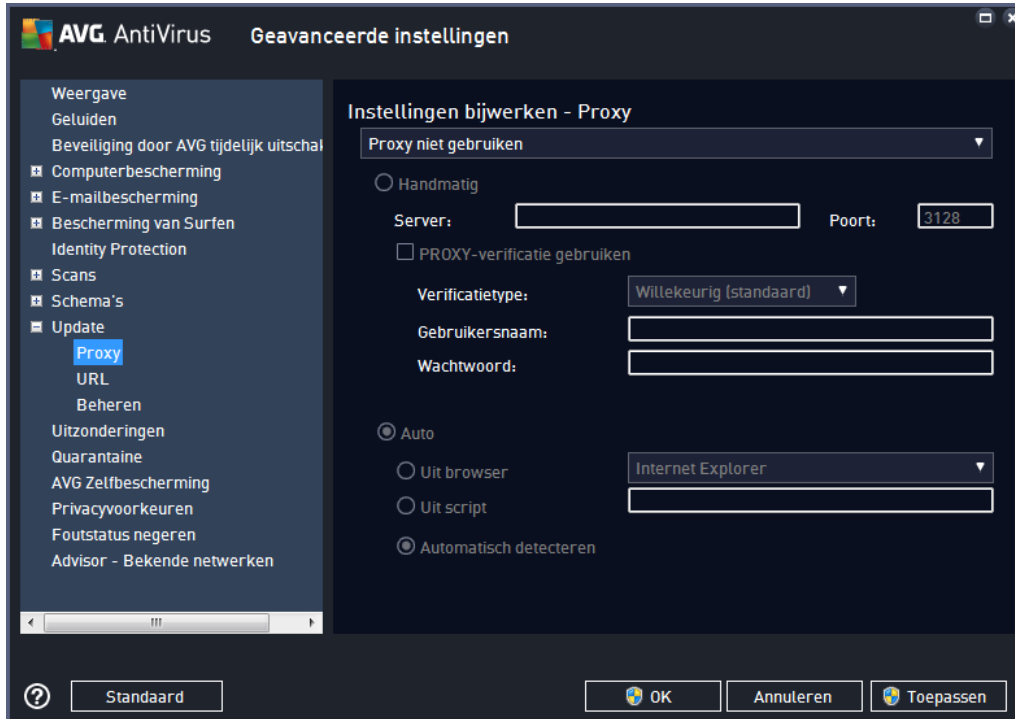 AVG AntiVirus Geavanceerde instellingen
Weergave
Geluiden
Beveiliging door AVG tijdelijk uitschak
Computerbescherming
E-mailbescherming
Bescherming van Surfen
Identity Protection
Scans
Schema's
Update
Proxy
URL
Beheren
Uitzonderingen
Quarantaine
AVG Zelfbescherming
Privacyvoorkeuren
Foutstatus negeren
Advisor - Bekende netwerken
Instellingen bijwerken - Proxy
Proxy niet gebruiken
Handmatig
Server: Poort: 3128
PROXY-verificatie gebruiken
Verificatietype: Willekeurig (standaard)
Gebruikersnaam:
Wachtwoord:
Auto
Uit browser Internet Explorer
Uit script
Automatisch detecteren
? Standaard OK Annuleren Toepassen